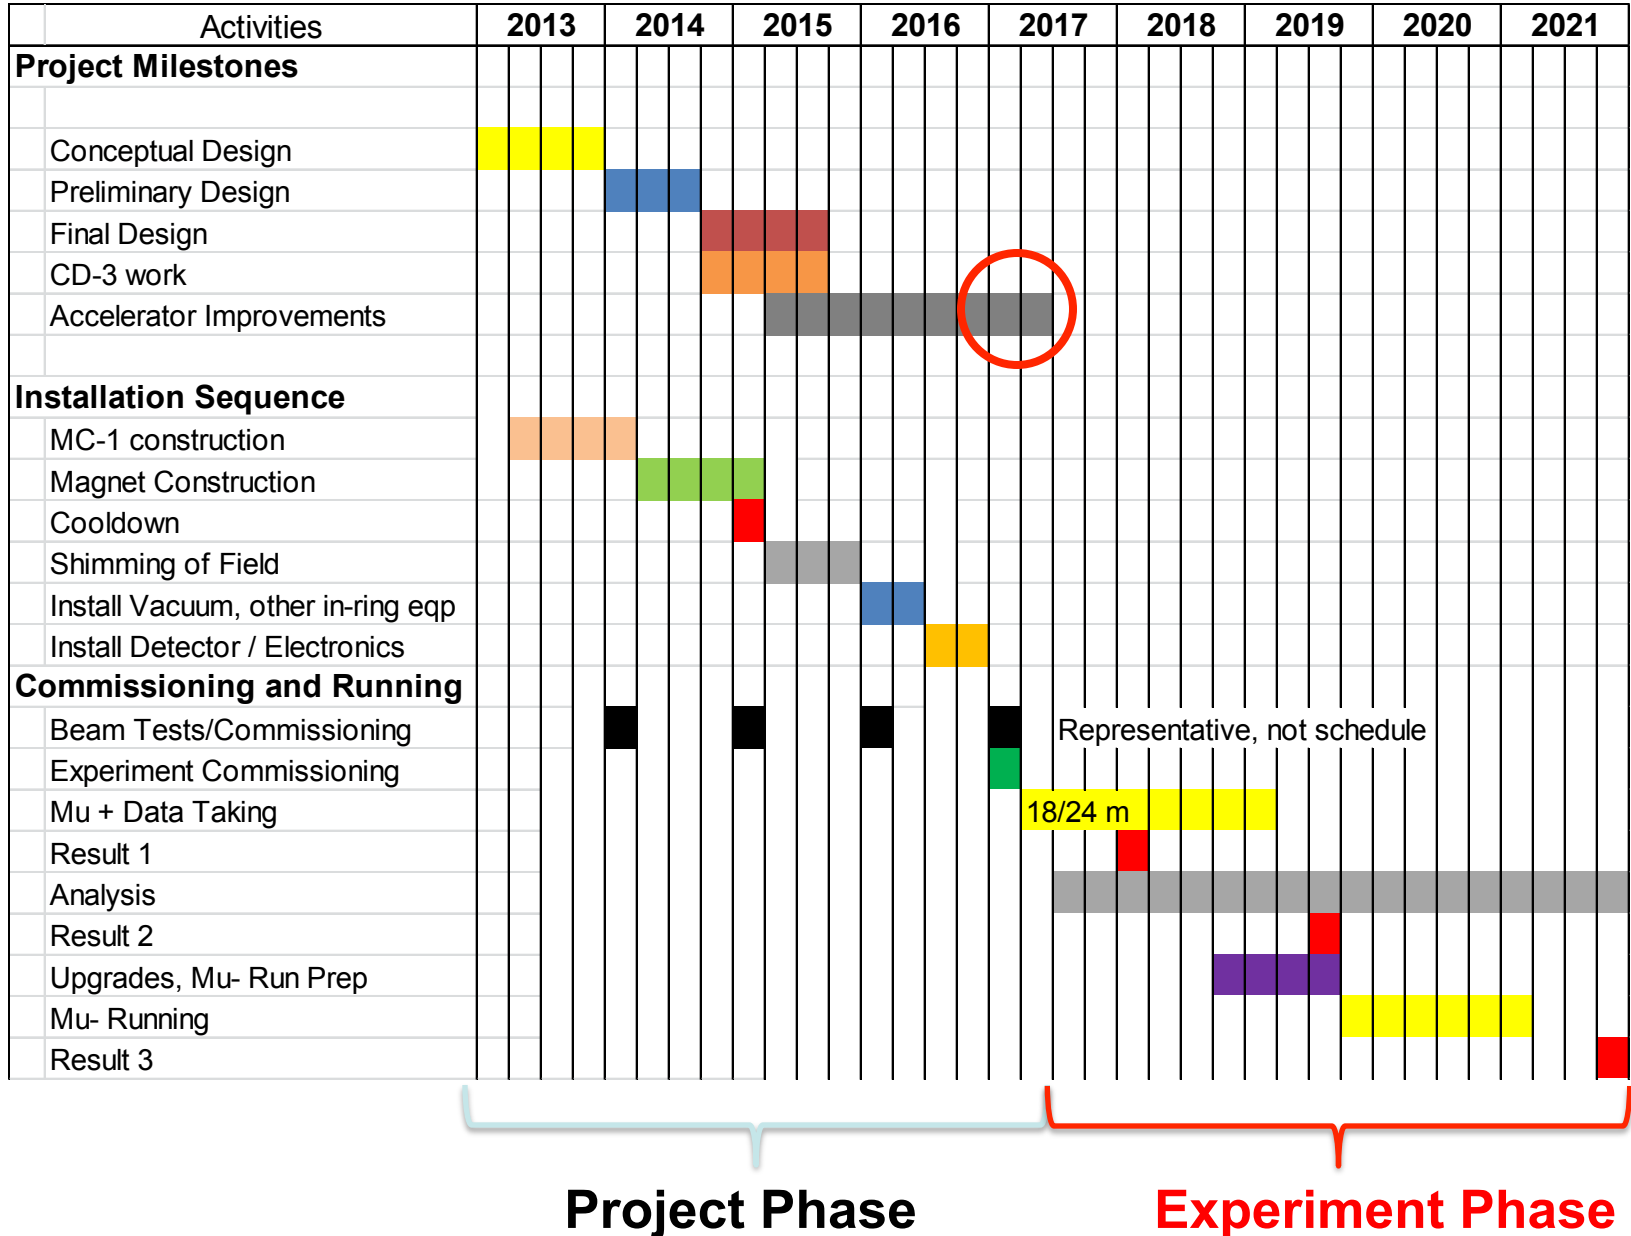 Activities 2013 2014 2015 2016 2017 2018 2019 2020 2021
Project Milestones
Conceptual Design
Preliminary Design
Final Design
CD-3 work
Accelerator Improvements
Installation Sequence
MC-1 construction
Magnet Construction
Cooldown
Shimming of Field
Install Vacuum, other in-ring eqp
Install Detector / Electronics
Commissioning and Running
Beam Tests/Commissioning Representative, not schedule
Experiment Commissioning
Mu + Data Taking 18/24 m
Result 1
Analysis
Result 2
Upgrades, Mu- Run Prep
Mu- Running
Result 3
Project Phase Experiment Phase